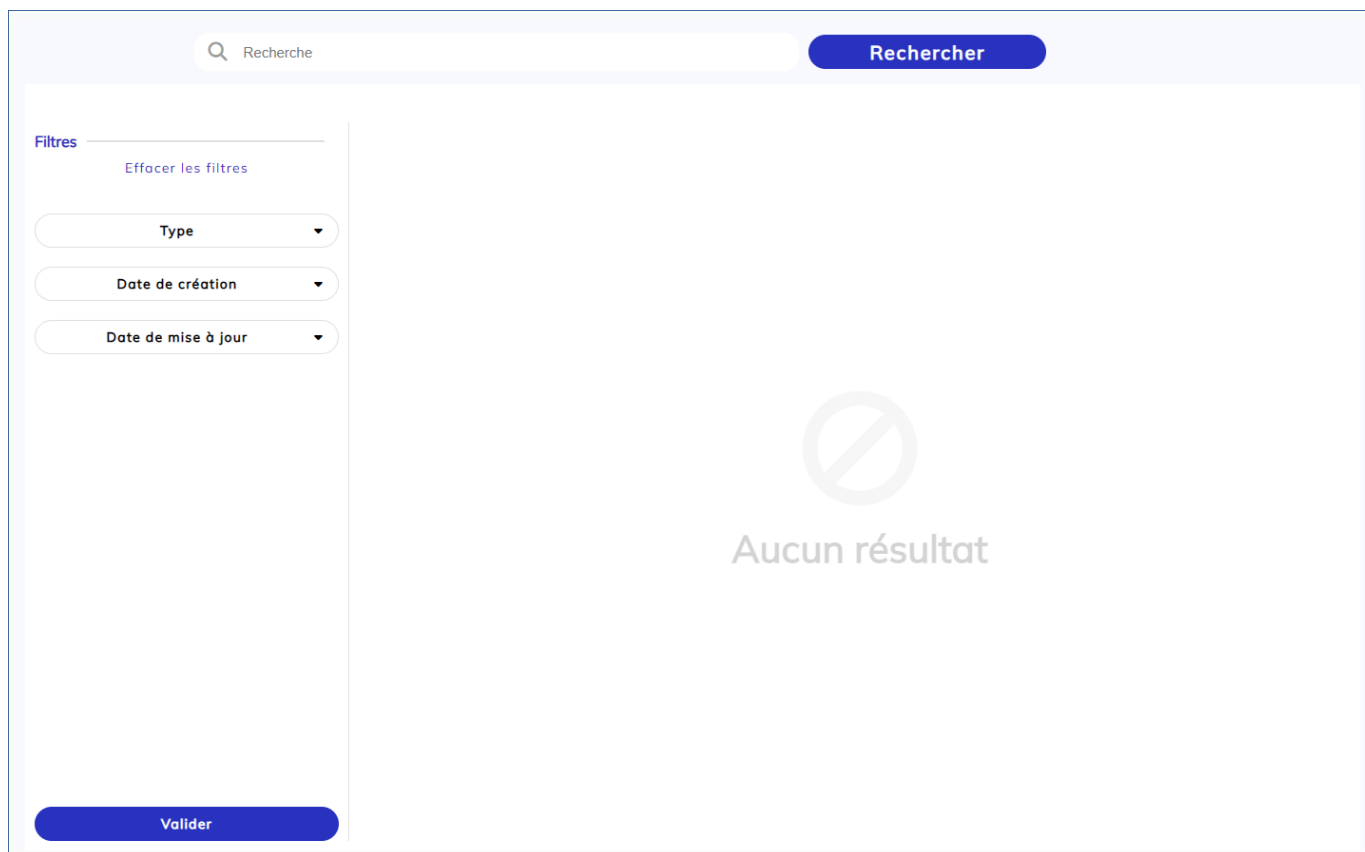 Recherche
Rechercher
Filtres
Effacer les filtres
Type
Date de création
Date de mise à jour
Aucun résultat
Valider